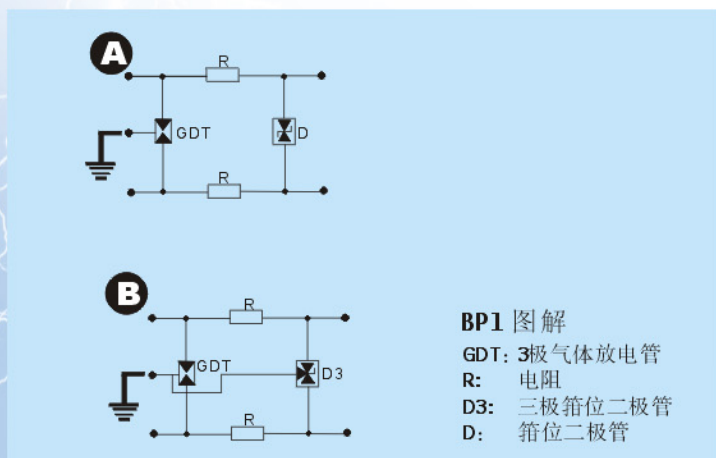 A
R
GDT
D
R
B
R
GDT
D3
R
BP1 图解
GDT: 3极气体放电管
R: 电阻
D3: 三极箝位二极管
D: 箝位二极管